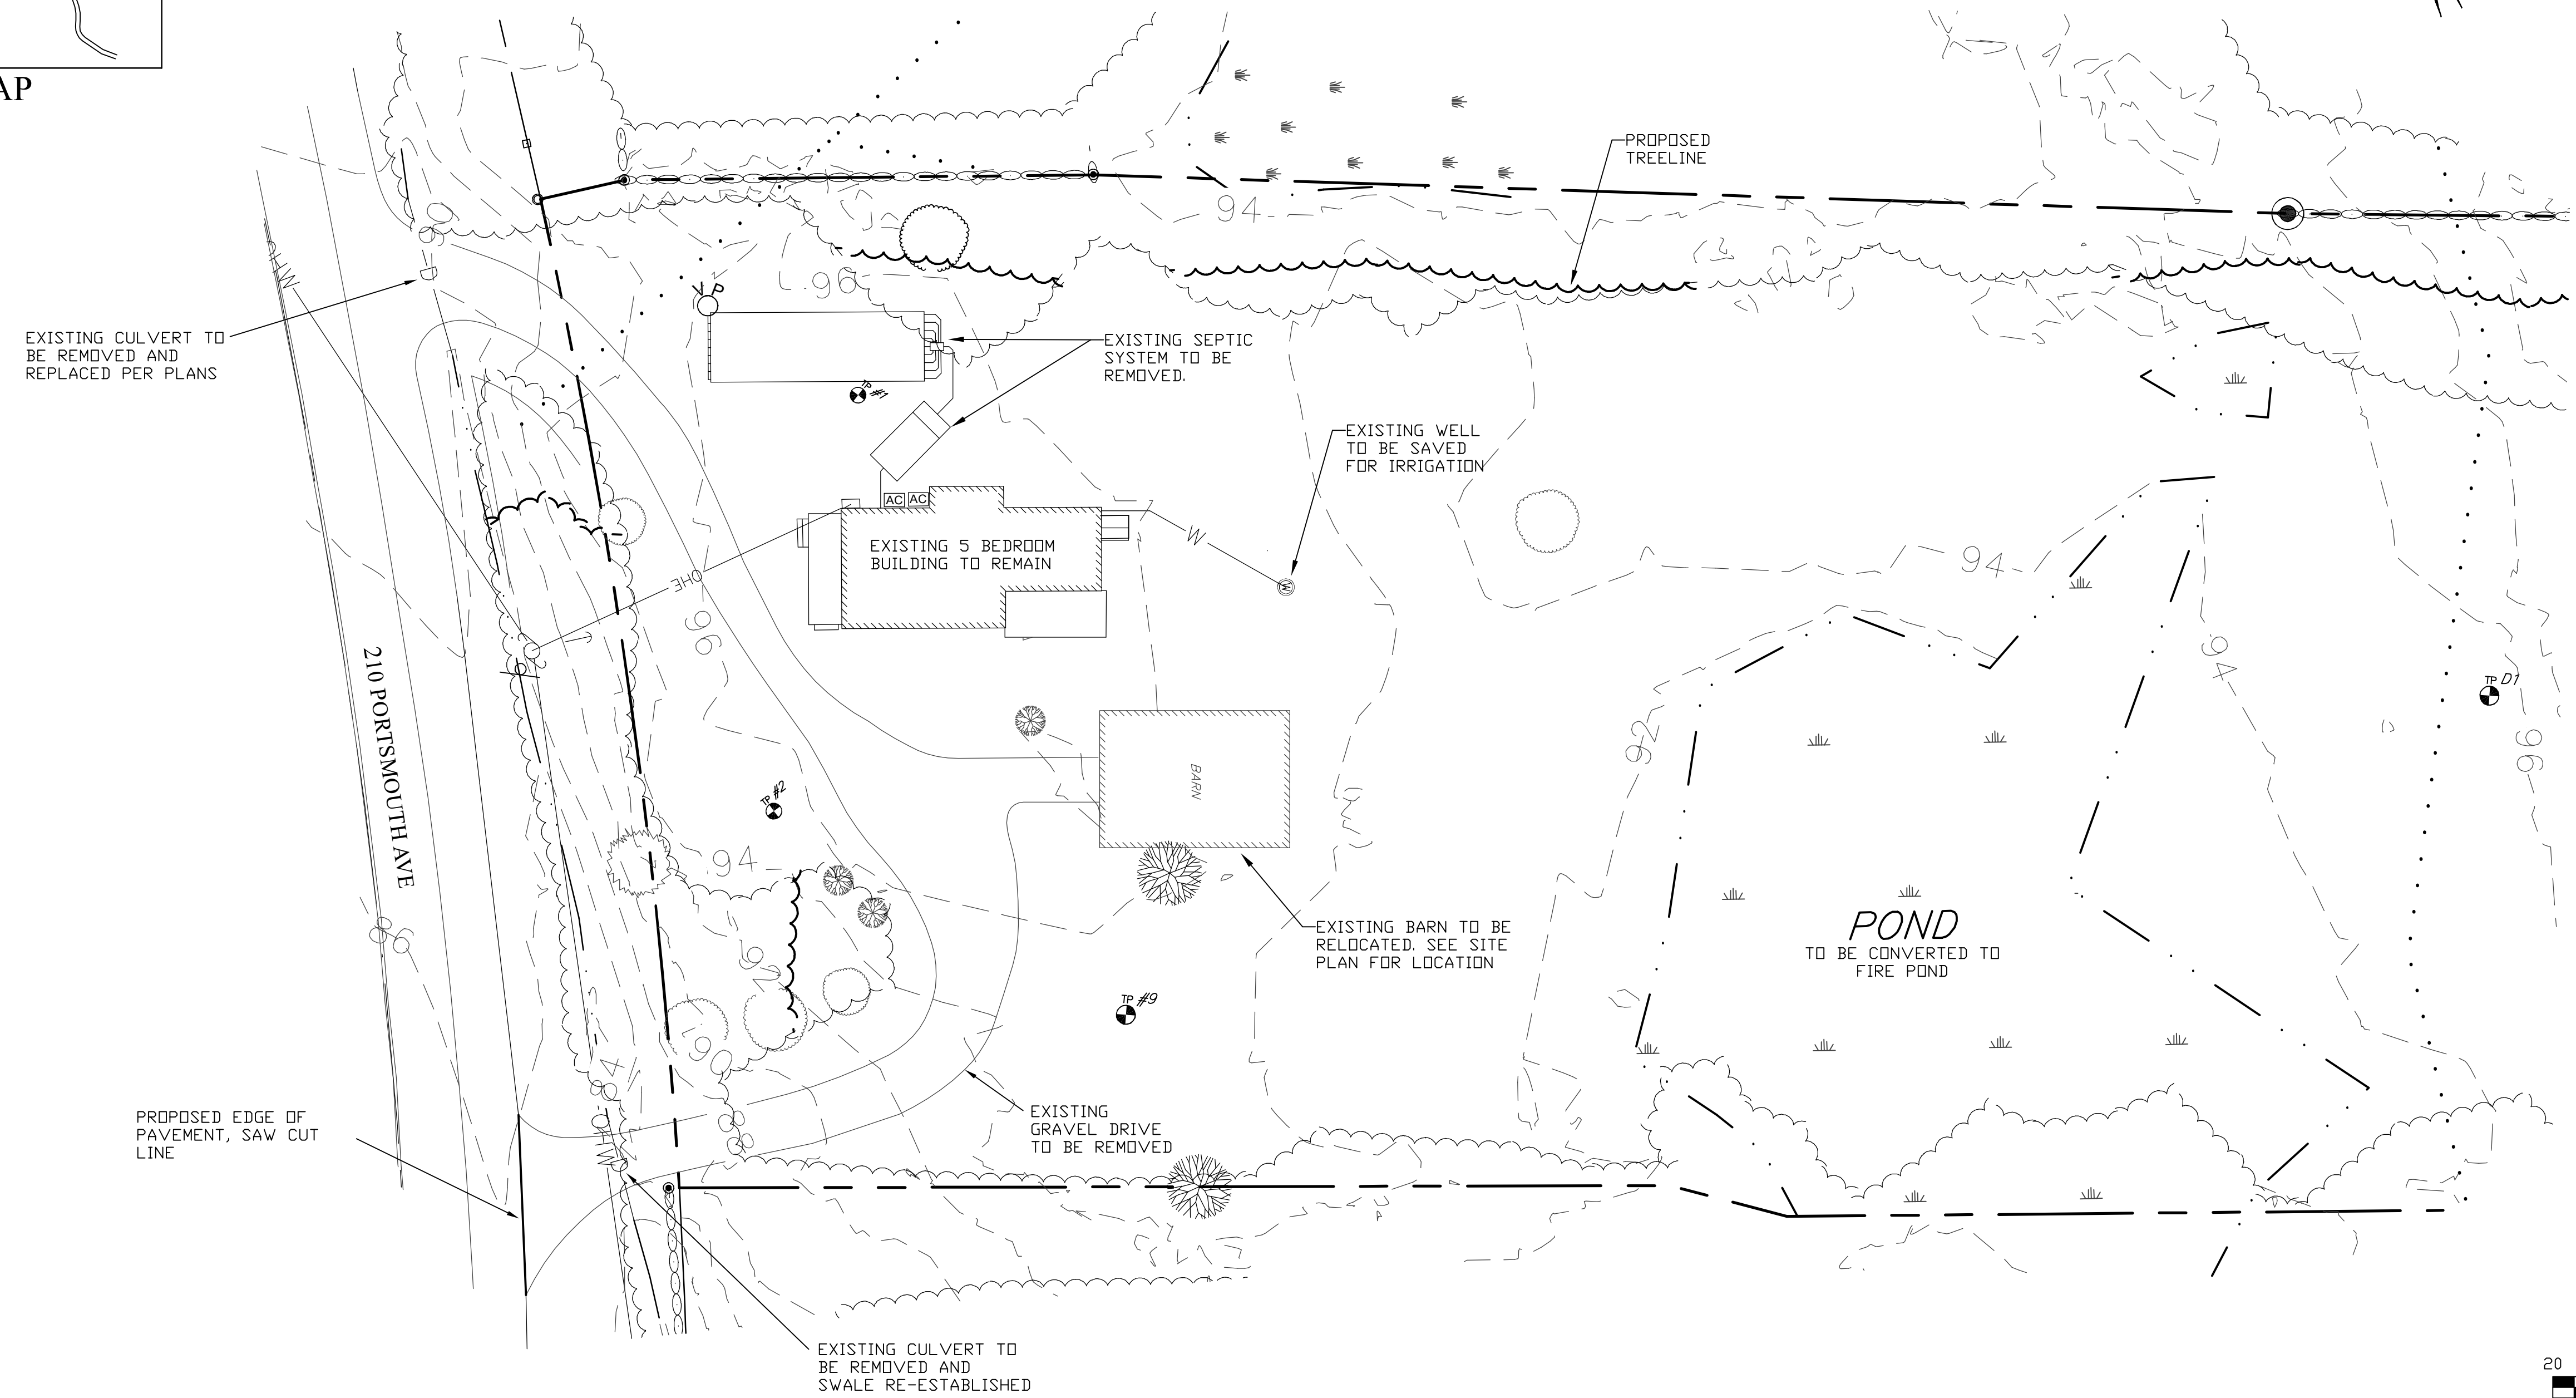 AP
PROPOSED
TREELINE
94
90
96
VP
EXISTING CULVERT TO
BE REMOVED AND
REPLACED PER PLANS
EXISTING SEPTIC
SYSTEM TO BE
REMOVED.
TP #1
EXISTING WELL
TO BE SAVED
FOR IRRIGATION
AC AC
EXISTING 5 BEDROOM
BUILDING TO REMAIN
W
W
OHE
94
96
94
210 PORTSMOUTH AVE
TP D1
92
96
BARN
TP #2
94
86
92
EXISTING BARN TO BE
RELOCATED. SEE SITE
PLAN FOR LOCATION
POND
TO BE CONVERTED TO
FIRE POND
TP #9
90
84
88
PROPOSED EDGE OF
PAVEMENT, SAW CUT
LINE
EXISTING
GRAVEL DRIVE
TO BE REMOVED
EXISTING CULVERT TO
BE REMOVED AND
SWALE RE-ESTABLISHED
20